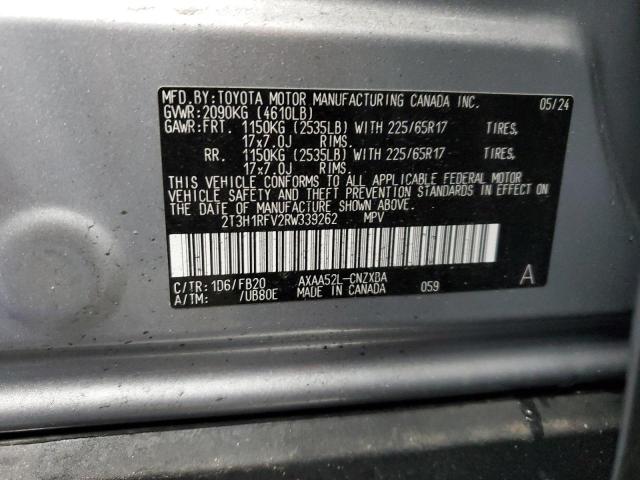 MFD.BY:TOYOTA MOTOR MANUFACTURING CANADA INC. 05/24
GVWR:2090KG (4610LB)
GAWR:FRT. 1150KG (2535LB) WITH 225/65R17 TIRES,
17x7.0J RIMS.
RR. 1150KG (2535LB) WITH 225/65R17 TIRES,
17x7.0J RIMS.
THIS VEHICLE CONFORMS TO ALL APPLICABLE FEDERAL MOTOR
VEHICLE SAFETY AND THEFT PREVENTION STANDARDS IN EFFECT ON
THE DATE OF MANUFACTURE SHOWN ABOVE.
2T3H1RFV2RW339262 MPV
C/TR:1D6/FB20 AXAA52L-CNZXBA
A/TM: /UB80E MADE IN CANADA 059 A